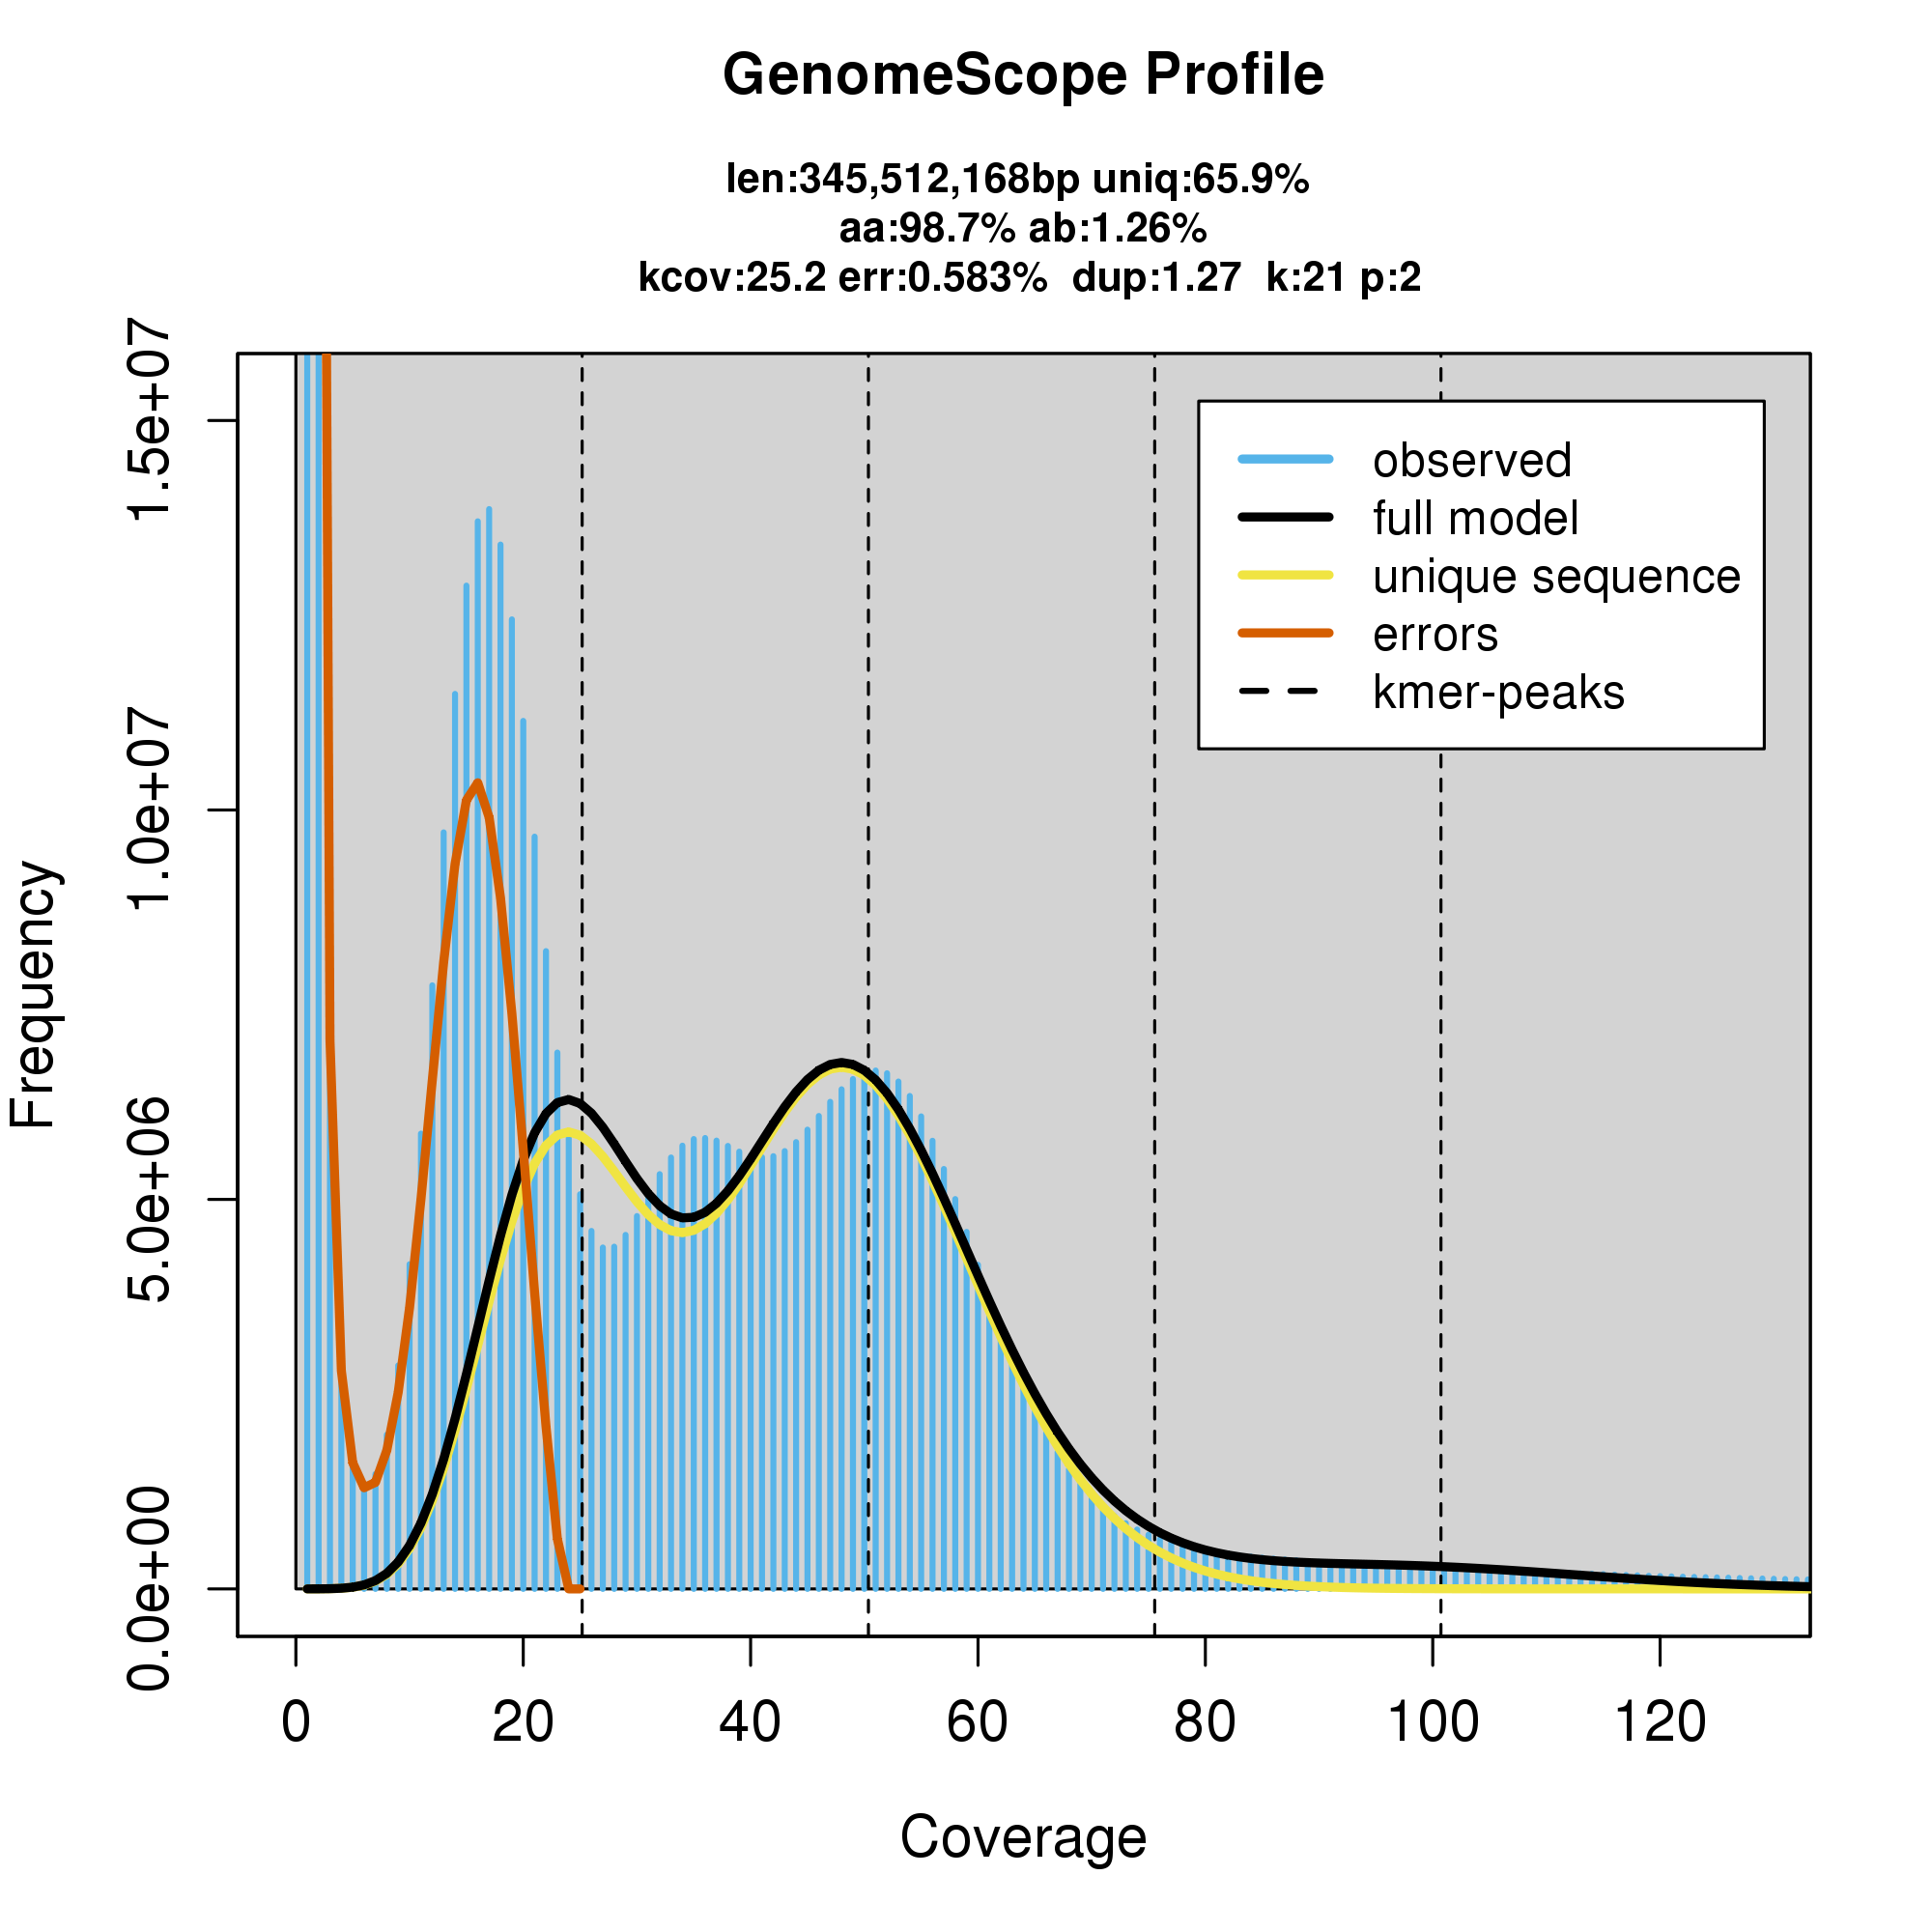 GenomeScope Profile
len:345,512,168bp uniq:65.9%
aa:98.7% ab:1.26%
kcov:25.2 err:0.583%  dup:1.27  k:21 p:2
1.5e+07
1.0e+07
5.0e+06
0.0e+00
Frequency
observed
full model
unique sequence
errors
kmer-peaks
0 20 40 60 80 100 120
Coverage